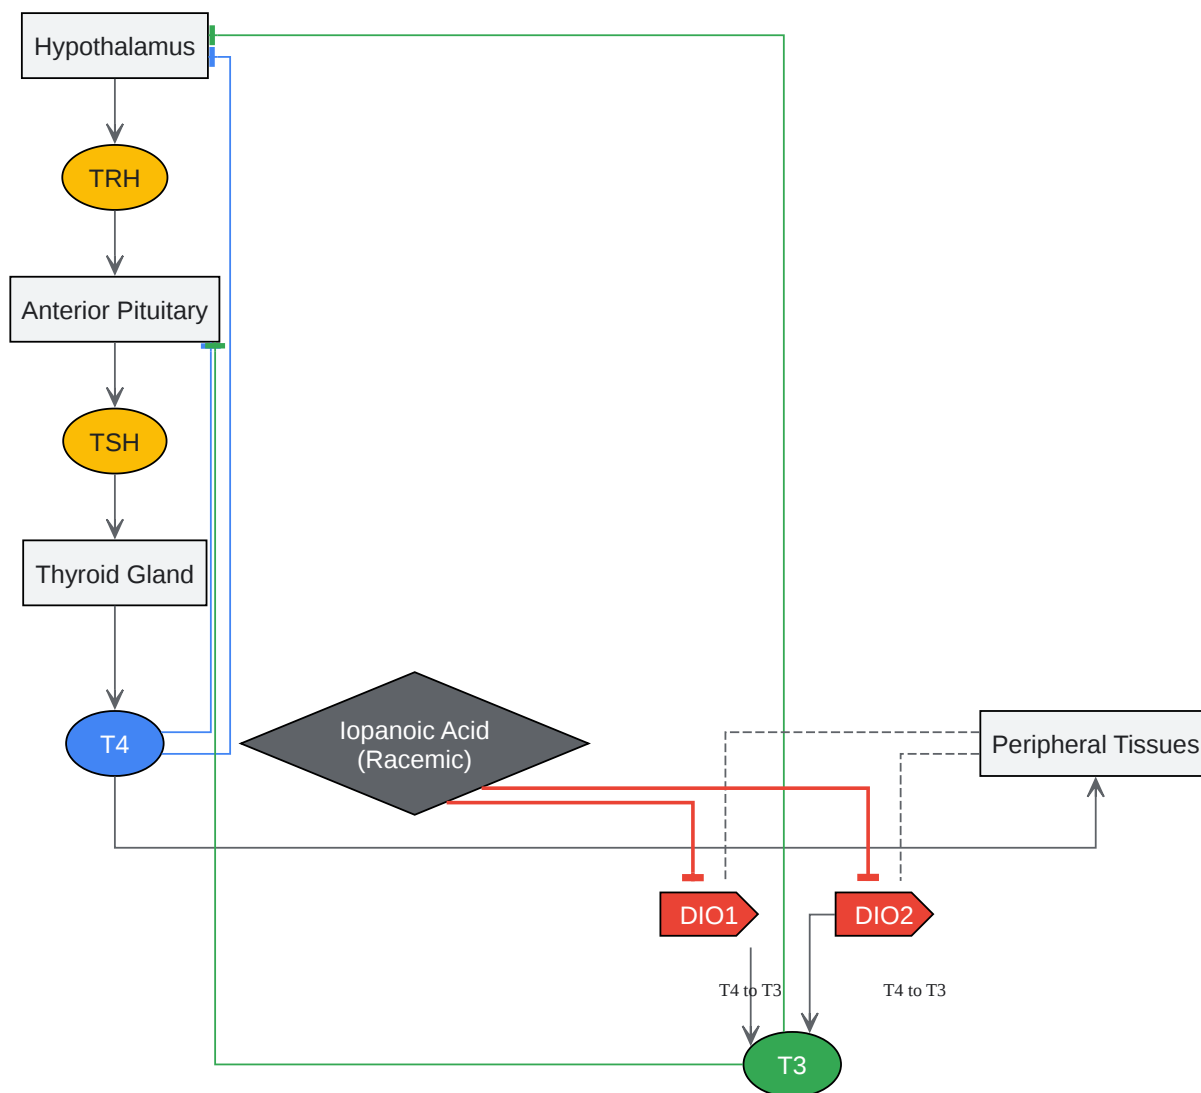 Hypothalamus
TRH
Anterior Pituitary
TSH
Thyroid Gland
T4
Iopanoic Acid
(Racemic)
Peripheral Tissues
DIO1
DIO2
T4 to T3
T4 to T3
T3